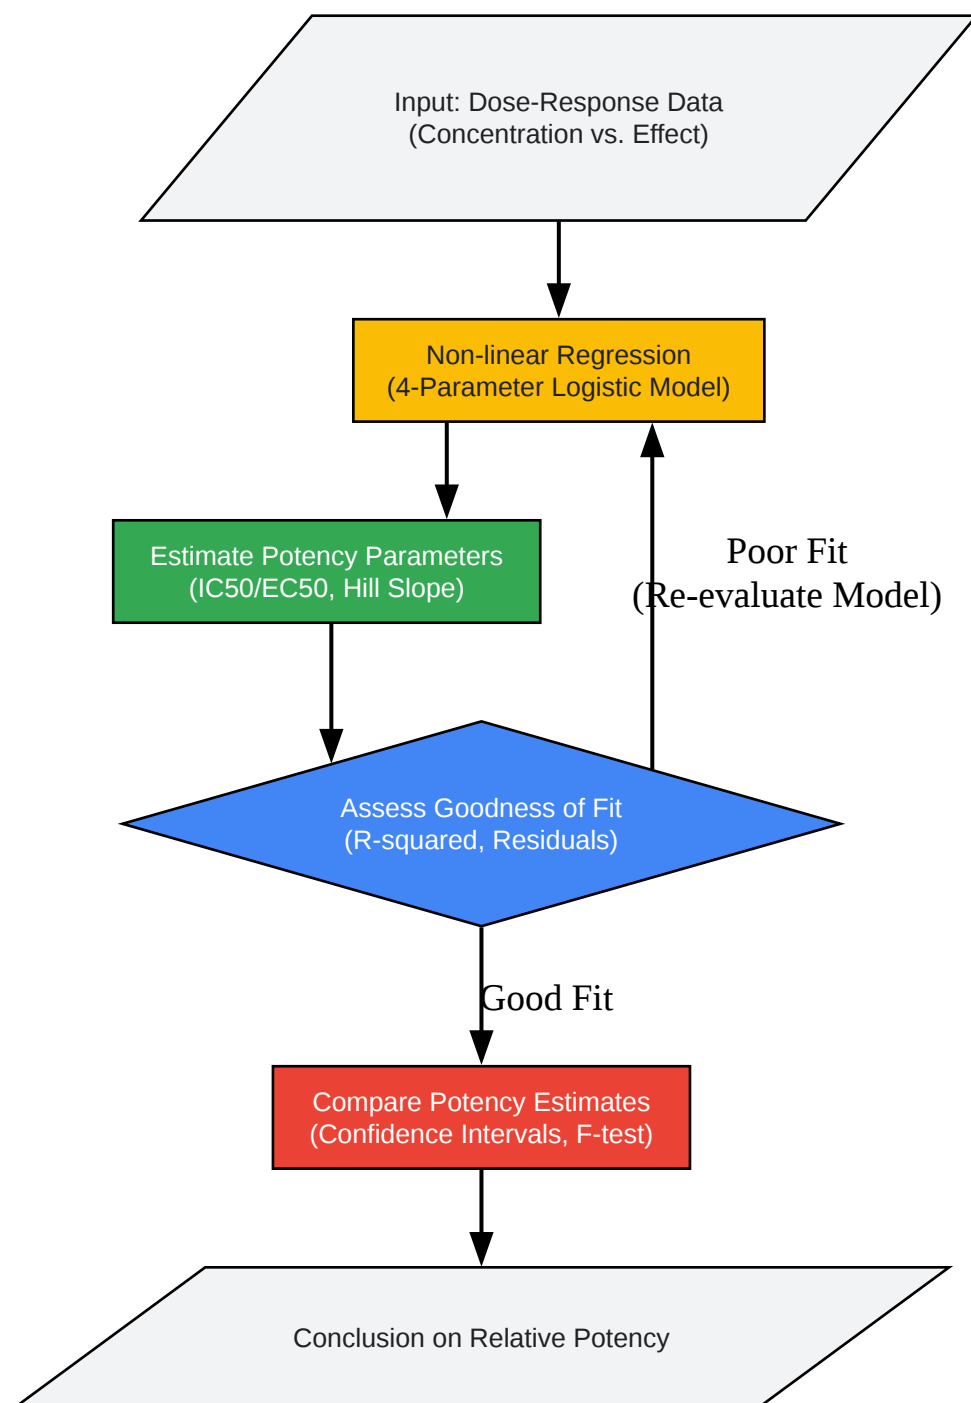 Input: Dose-Response Data
(Concentration vs. Effect)
Non-linear Regression
(4-Parameter Logistic Model)
Estimate Potency Parameters
(IC50/EC50, Hill Slope)
Poor Fit
(Re-evaluate Model)
Assess Goodness of Fit
(R-squared, Residuals)
Good Fit
Compare Potency Estimates
(Confidence Intervals, F-test)
Conclusion on Relative Potency